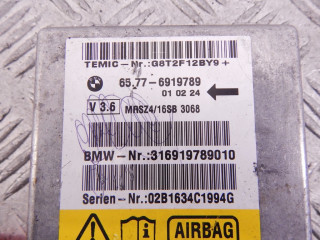 TEMIC-Nr.:G8T2F12BY9+
65.77-6919789
01 02 24
V 3.6 MRSZ4/16SB 3068
BMW-Nr.:316919789010
Serien-Nr.:02B1634C1994G
AIRBAG